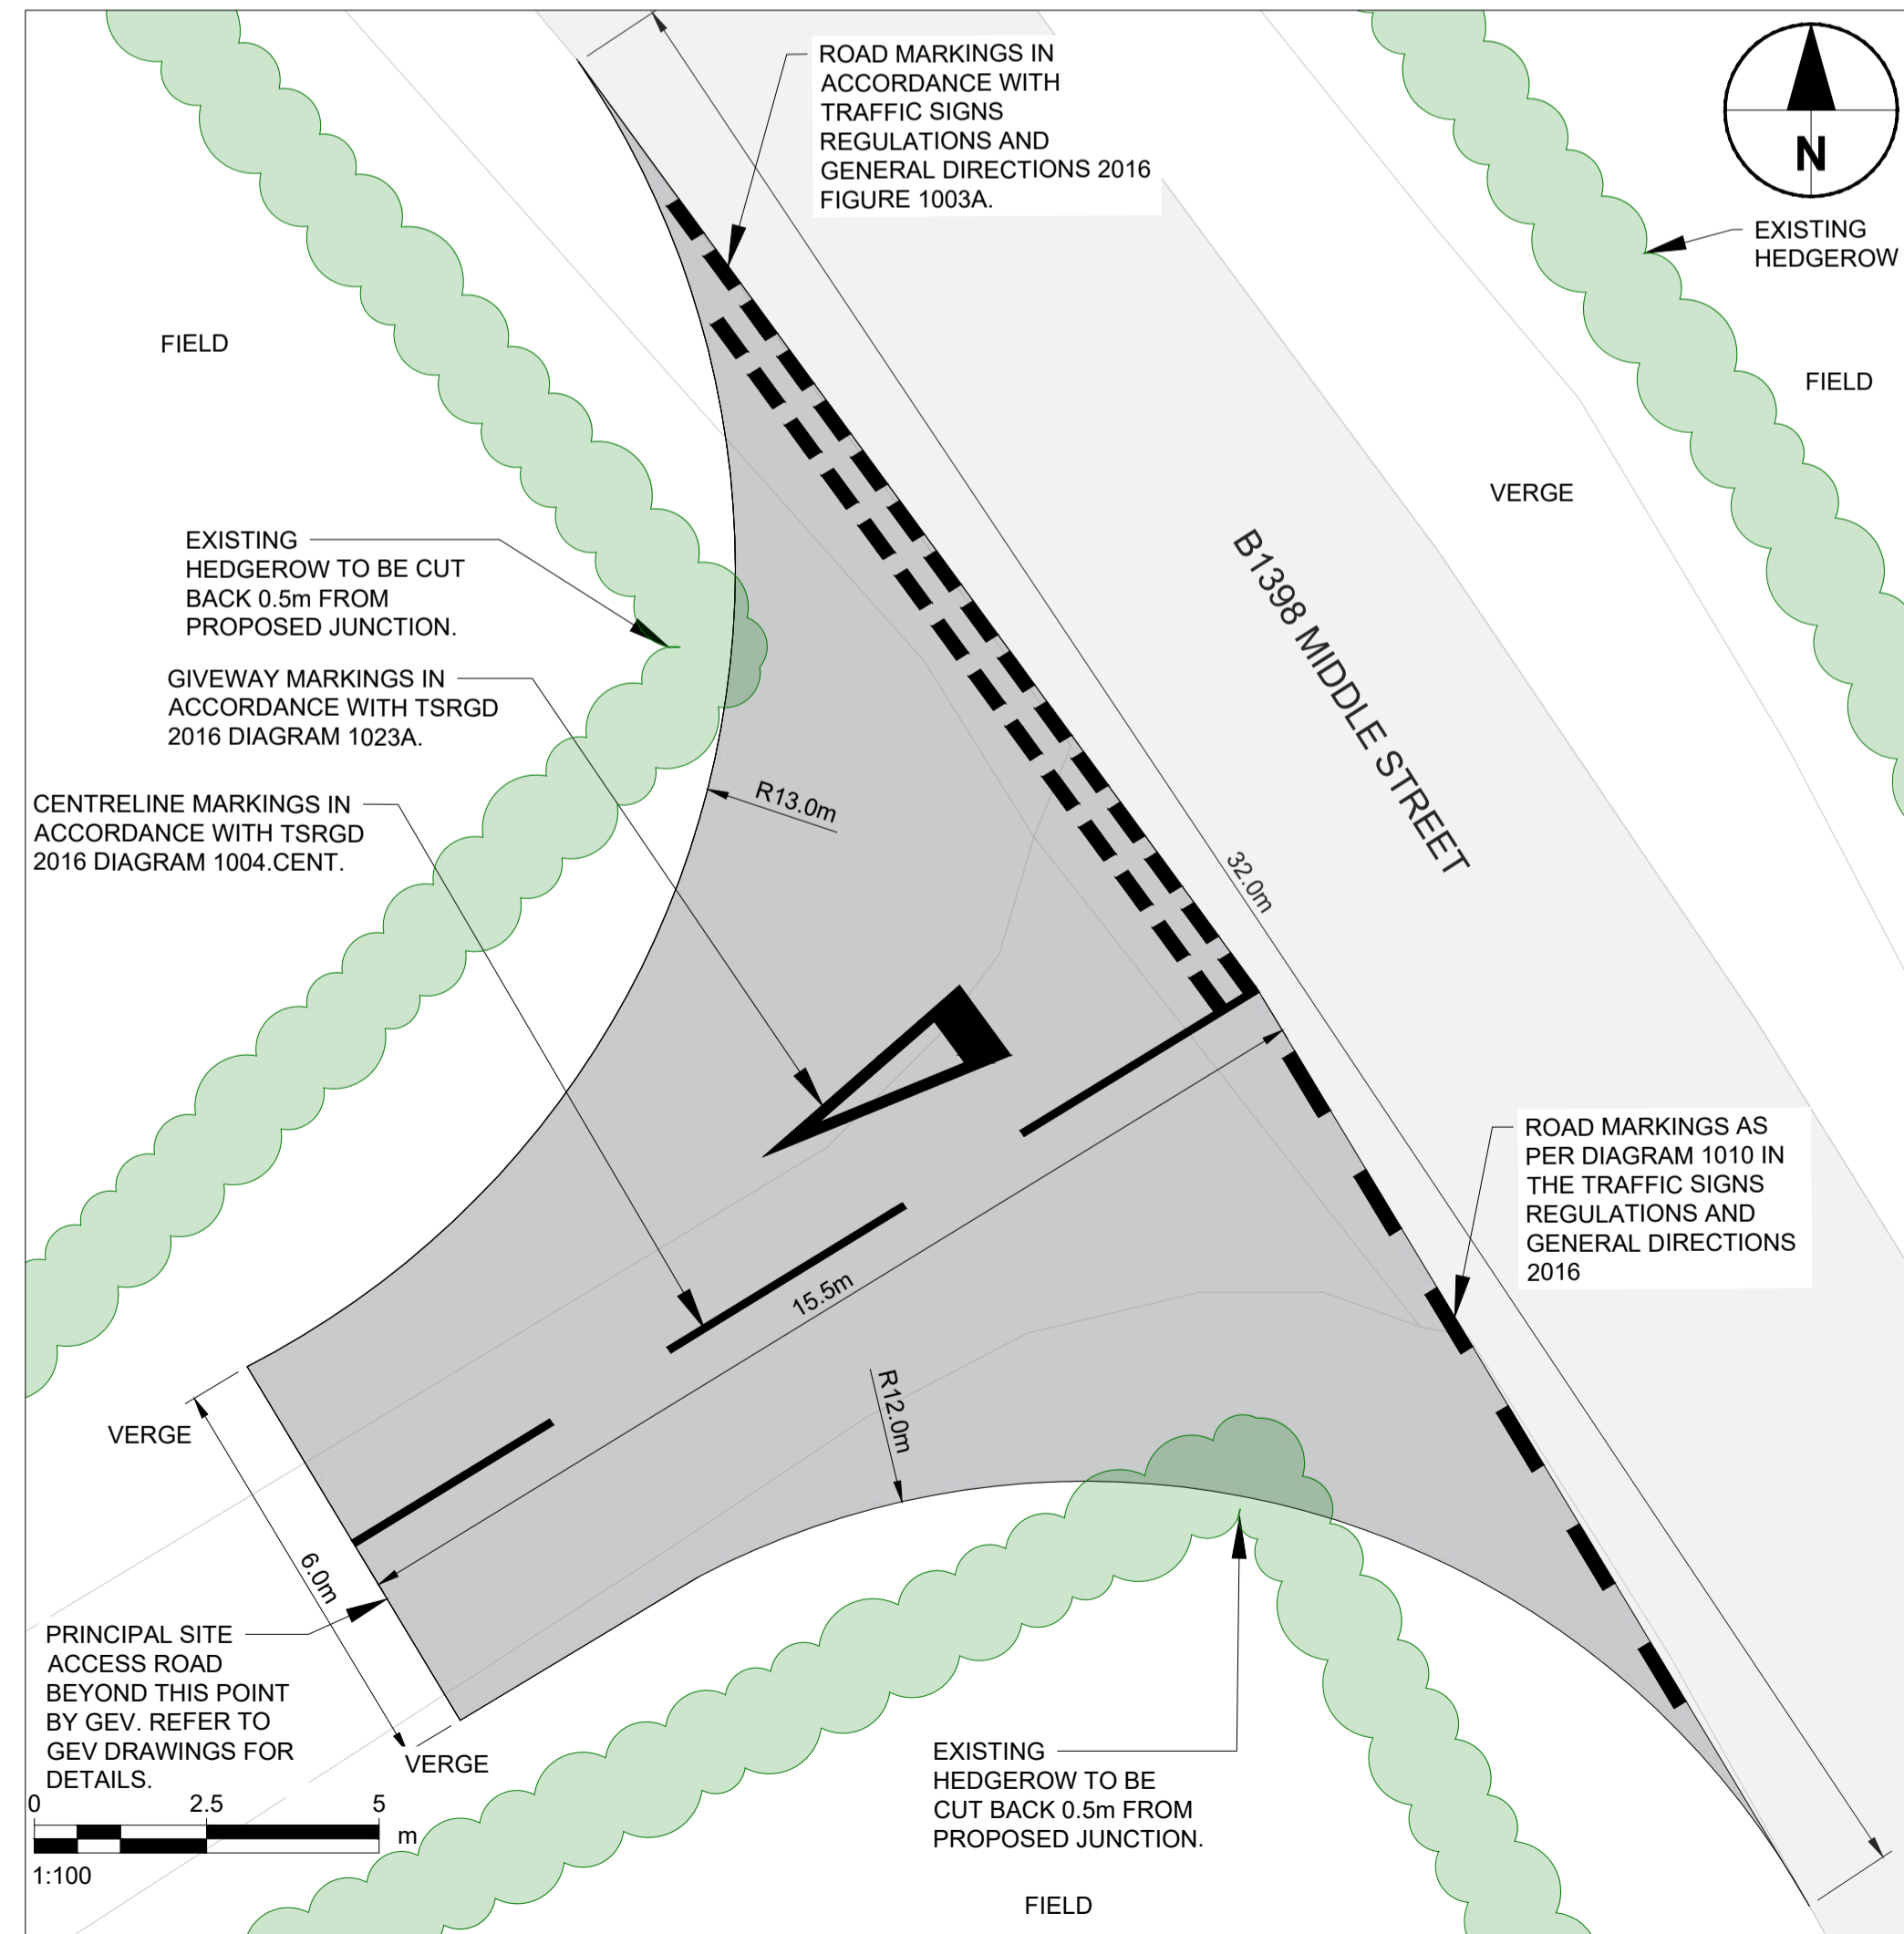 ROAD MARKINGS IN
ACCORDANCE WITH
TRAFFIC SIGNS
REGULATIONS AND
GENERAL DIRECTIONS 2016
FIGURE 1003A.
N
EXISTING
HEDGEROW
FIELD
FIELD
VERGE
EXISTING
HEDGEROW TO BE CUT
BACK 0.5m FROM
PROPOSED JUNCTION.
B1398 MIDDLE STREET
GIVEWAY MARKINGS IN
ACCORDANCE WITH TSRGD
2016 DIAGRAM 1023A.
CENTRELINE MARKINGS IN
ACCORDANCE WITH TSRGD
2016 DIAGRAM 1004.CENT.
R13.0m
32.0m
ROAD MARKINGS AS
PER DIAGRAM 1010 IN
THE TRAFFIC SIGNS
REGULATIONS AND
GENERAL DIRECTIONS
2016
15.5m
R12.0m
VERGE
6.0m
PRINCIPAL SITE
ACCESS ROAD
BEYOND THIS POINT
BY GEV. REFER TO
GEV DRAWINGS FOR
DETAILS.
VERGE
EXISTING
HEDGEROW TO BE
CUT BACK 0.5m FROM
PROPOSED JUNCTION.
0 2.5 5
m
1:100
FIELD